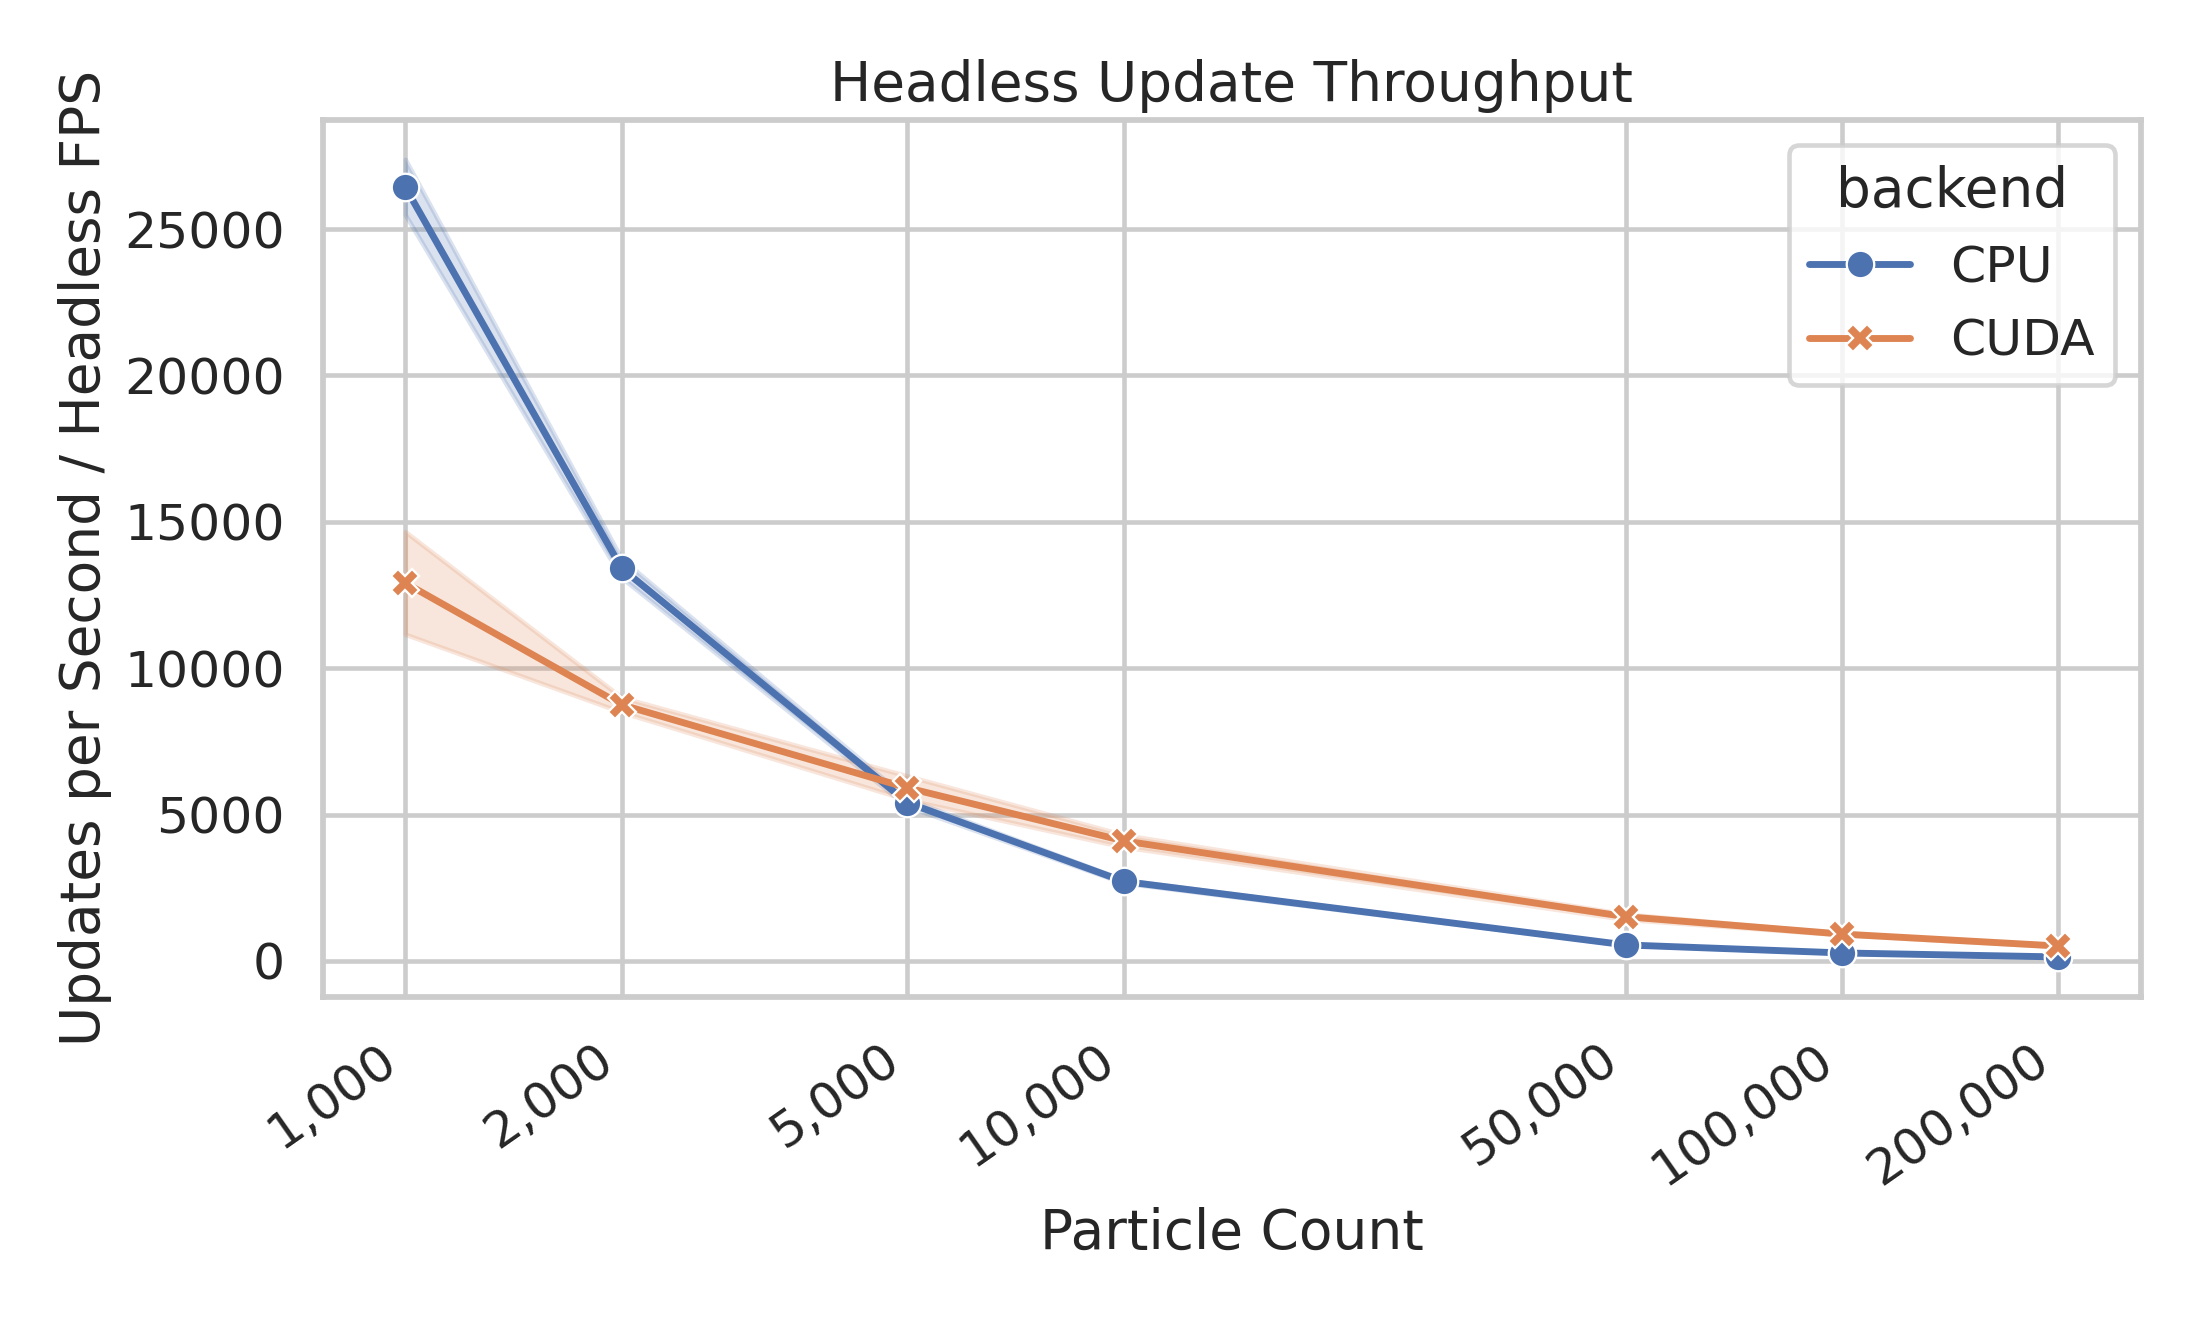 Headless Update Throughput
Updates per Second / Headless FPS
25000
20000
15000
10000
5000
0
backend
CPU
CUDA
1,000
2,000
5,000
10,000
50,000
100,000
200,000
Particle Count